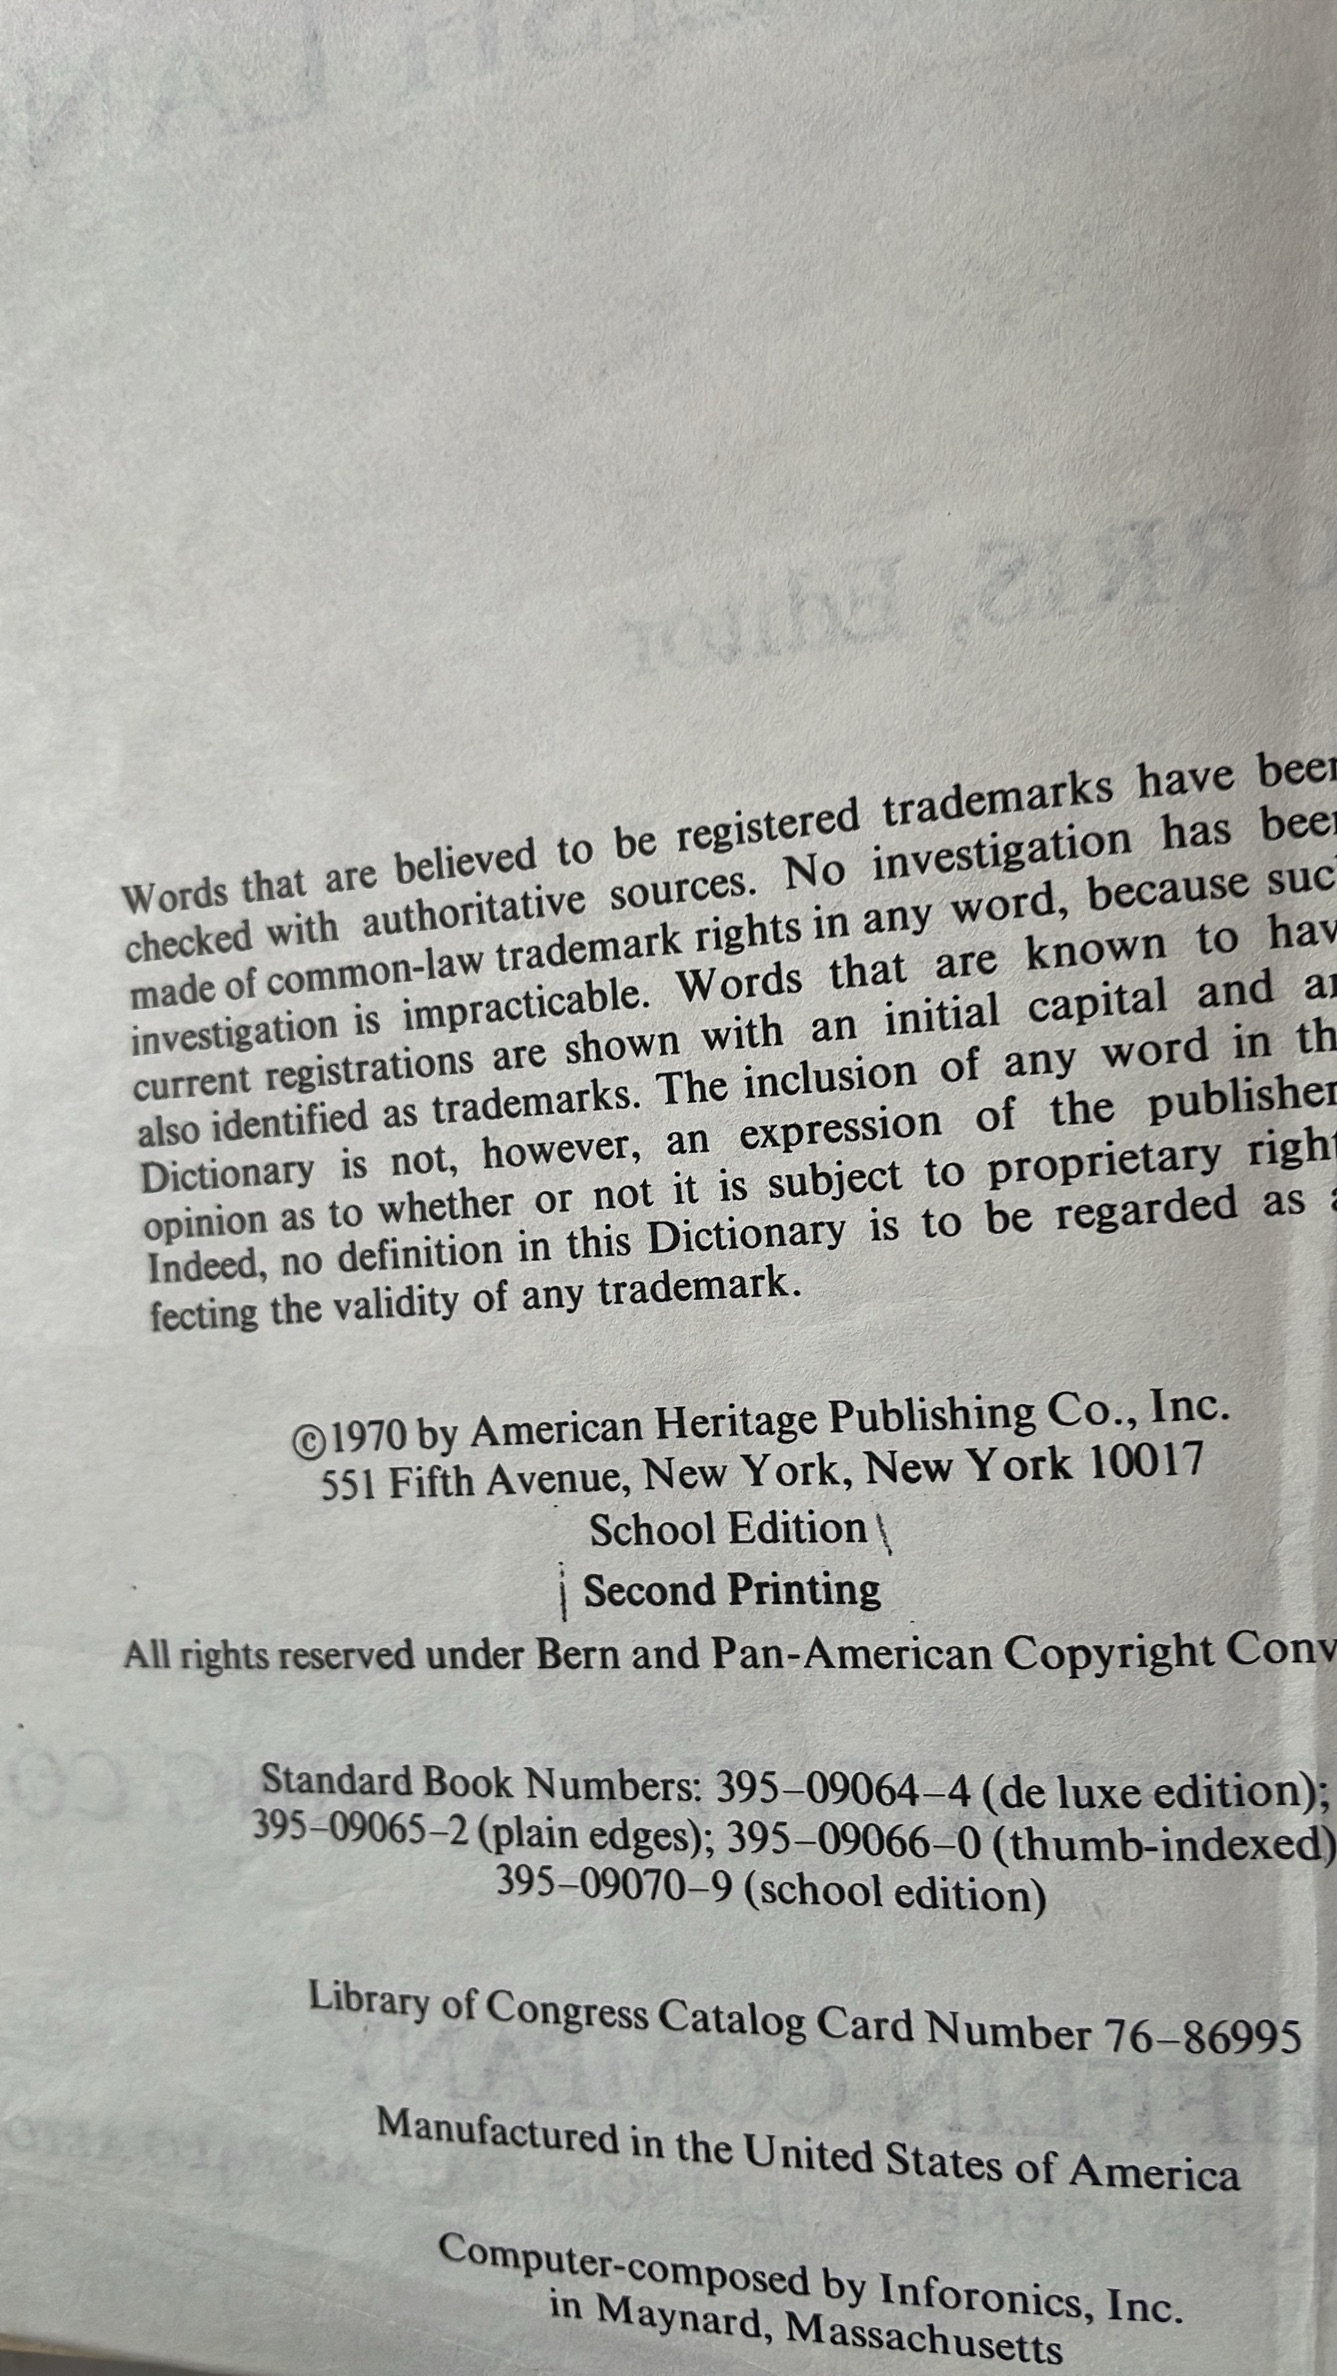 Words that are believed to be registered trademarks have been
checked with authoritative sources. No investigation has been
made of common-law trademark rights in any word, because suc
investigation is impracticable. Words that are known to hav
current registrations are shown with an initial capital and ar
also identified as trademarks. The inclusion of any word in th
Dictionary is not, however, an expression of the publisher
opinion as to whether or not it is subject to proprietary right
Indeed, no definition in this Dictionary is to be regarded as a
fecting the validity of any trademark.
©1970 by American Heritage Publishing Co., Inc.
551 Fifth Avenue, New York, New York 10017
School Edition
Second Printing
All rights reserved under Bern and Pan-American Copyright Conv
Standard Book Numbers: 395–09064–4 (de luxe edition);
395–09065–2 (plain edges); 395–09066–0 (thumb-indexed)
395–09070–9 (school edition)
Library of Congress Catalog Card Number 76–86995
Manufactured in the United States of America
Computer-composed by Inforonics, Inc.
in Maynard, Massachusetts